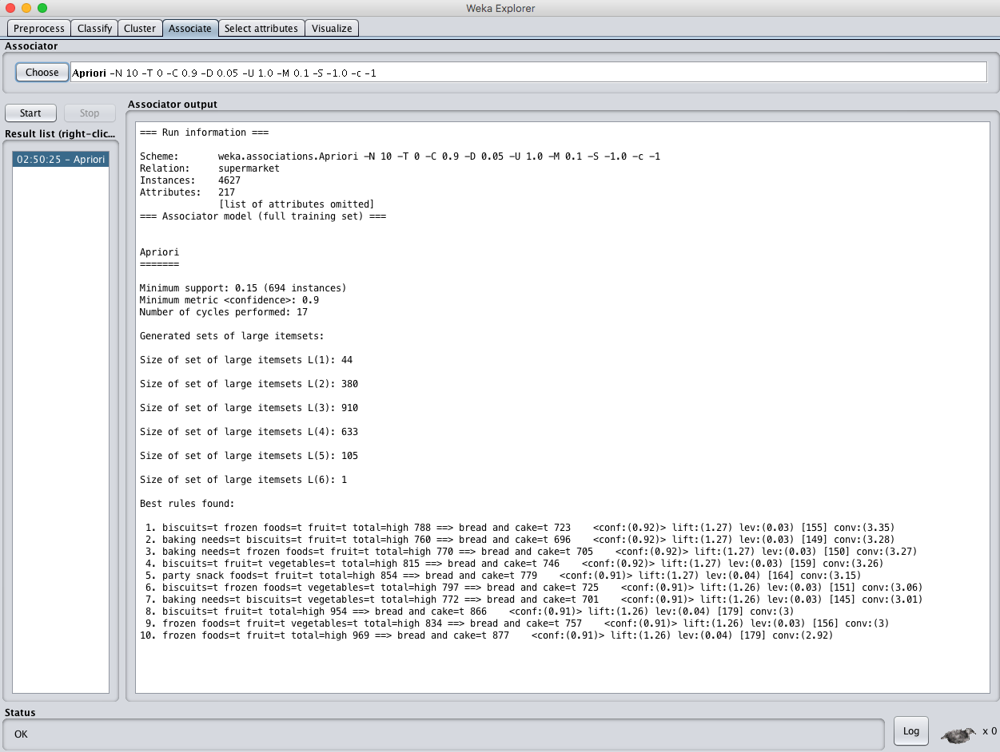 Weka Explorer
Preprocess Classify Cluster Associate Select attributes Visualize
Associator
Choose Apriori -N 10 -T 0 -C 0.9 -D 0.05 -U 1.0 -M 0.1 -S -1.0 -c -1
Start Stop
Result list (right-clic...
02:50:25 - Apriori
Associator output
=== Run information ===
Scheme: weka.associations.Apriori -N 10 -T 0 -C 0.9 -D 0.05 -U 1.0 -M 0.1 -S -1.0 -c -1
Relation: supermarket
Instances: 4627
Attributes: 217
[list of attributes omitted]
=== Associator model (full training set) ===
Apriori
=======
Minimum support: 0.15 (694 instances)
Minimum metric <confidence>: 0.9
Number of cycles performed: 17
Generated sets of large itemsets:
Size of set of large itemsets L(1): 44
Size of set of large itemsets L(2): 380
Size of set of large itemsets L(3): 910
Size of set of large itemsets L(4): 633
Size of set of large itemsets L(5): 105
Size of set of large itemsets L(6): 1
Best rules found:
1. biscuits=t frozen foods=t fruit=t total=high 788 ==> bread and cake=t 723 <conf:(0.92)> lift:(1.27) lev:(0.03) [155] conv:(3.35)
2. baking needs=t biscuits=t fruit=t total=high 760 ==> bread and cake=t 696 <conf:(0.92)> lift:(1.27) lev:(0.03) [149] conv:(3.28)
3. baking needs=t frozen foods=t fruit=t total=high 770 ==> bread and cake=t 705 <conf:(0.92)> lift:(1.27) lev:(0.03) [150] conv:(3.27)
4. biscuits=t fruit=t vegetables=t total=high 815 ==> bread and cake=t 746 <conf:(0.92)> lift:(1.27) lev:(0.03) [159] conv:(3.26)
5. party snack foods=t fruit=t total=high 854 ==> bread and cake=t 779 <conf:(0.91)> lift:(1.27) lev:(0.04) [164] conv:(3.15)
6. biscuits=t frozen foods=t vegetables=t total=high 797 ==> bread and cake=t 725 <conf:(0.91)> lift:(1.26) lev:(0.03) [151] conv:(3.06)
7. baking needs=t biscuits=t vegetables=t total=high 772 ==> bread and cake=t 701 <conf:(0.91)> lift:(1.26) lev:(0.03) [145] conv:(3.01)
8. biscuits=t fruit=t total=high 954 ==> bread and cake=t 866 <conf:(0.91)> lift:(1.26) lev:(0.04) [179] conv:(3)
9. frozen foods=t fruit=t vegetables=t total=high 834 ==> bread and cake=t 757 <conf:(0.91)> lift:(1.26) lev:(0.03) [156] conv:(3)
10. frozen foods=t fruit=t total=high 969 ==> bread and cake=t 877 <conf:(0.91)> lift:(1.26) lev:(0.04) [179] conv:(2.92)
Status
OK
Log
x 0